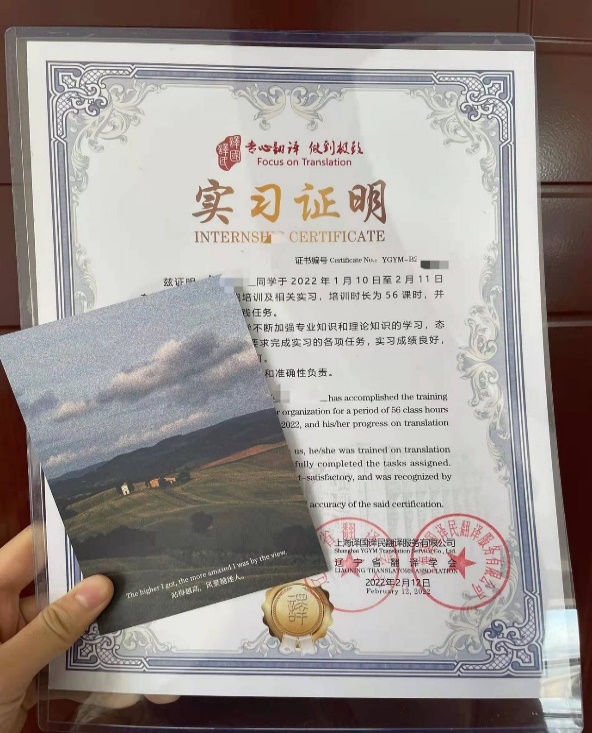 译国译民
专心翻译 做到极致
Focus on Translation
实习证明
INTERNSHIP CERTIFICATE
证书编号 Certificate No.: YGYM-
兹证明 同学于 2022 年 1 月 10 日至 2 月 11 日
培训及相关实习，培训时长为 56 课时，并
任务。
不断加强专业知识和理论知识的学习，态
要求完成实习的各项任务，实习成绩良好，
和准确性负责。
has accomplished the training
r organization for a period of 56 class hours
2022, and his/her progress on translation
us, he/she was trained on translation
fully completed the tasks assigned.
t-satisfactory, and was recognized by
accuracy of the said certification.
上海译国译民翻译服务有限公司
Shanghai YGYM Translation Service Co., Ltd.
辽宁省翻译学会
LIAONING TRANSLATORS ASSOCIATION
2022年2月12日
February 12, 2022
The higher I got, the more amazed I was by the view.
站得越高，风景越迷人。